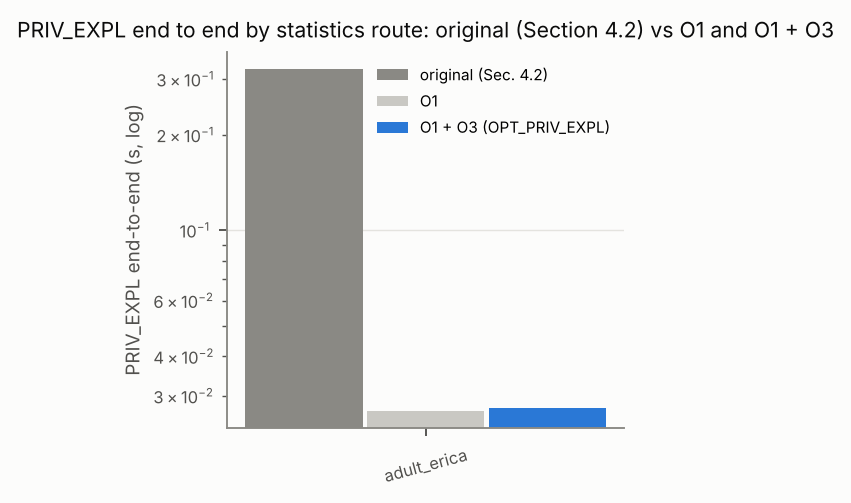 PRIV_EXPL end to end by statistics route: original (Section 4.2) vs O1 and O1 + O3
original (Sec. 4.2)
O1
O1 + O3 (OPT_PRIV_EXPL)
PRIV_EXPL end-to-end (s, log)
3 × 10⁻¹
2 × 10⁻¹
10⁻¹
6 × 10⁻²
4 × 10⁻²
3 × 10⁻²
adult_erica